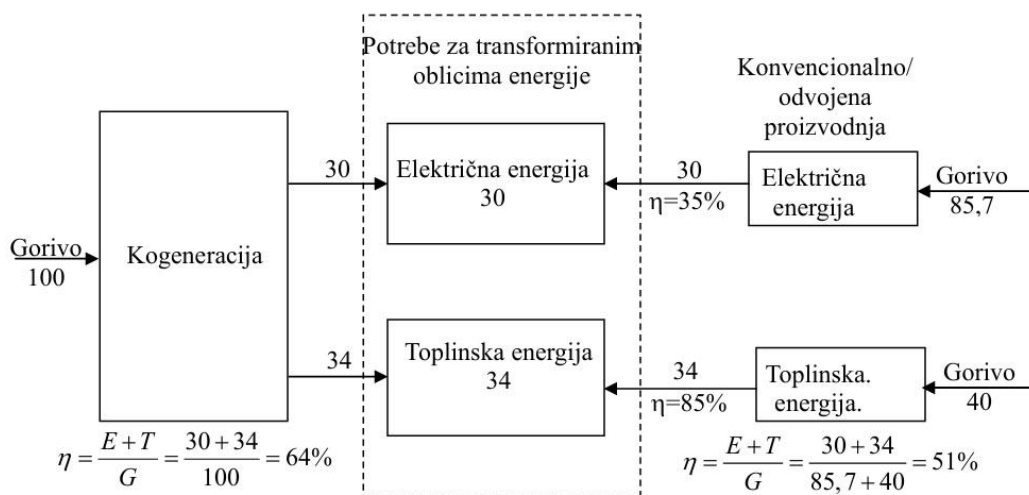 Potrebe za transformiranim
oblicima energije
Konvencionalno/
odvojena
proizvodnja
Gorivo
100
Kogeneracija
30
Električna energija
30
30
η=35%
Električna
energija
Gorivo
85,7
34
Toplinska energija
34
34
η=85%
Toplinska.
energija.
Gorivo
40
η = E + T / G = 30 + 34 / 100 = 64%
η = E + T / G = 30 + 34 / 85,7 + 40 = 51%